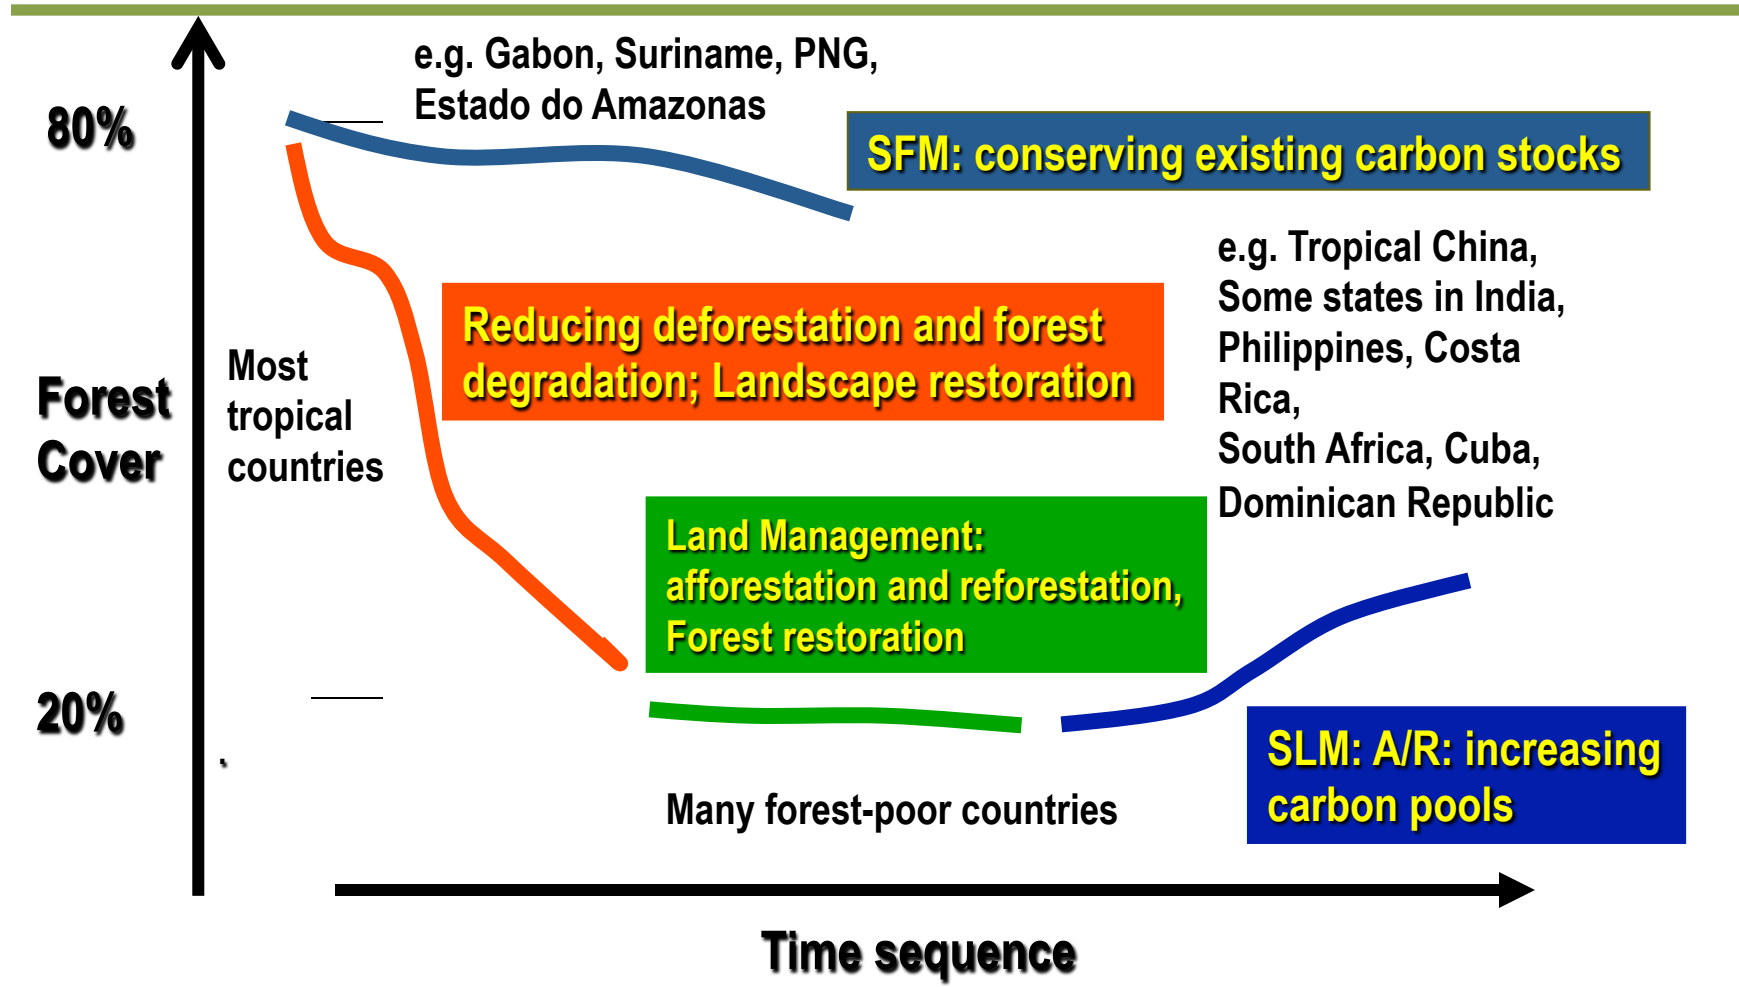 e.g. Gabon, Suriname, PNG,
Estado do Amazonas
80%
SFM: conserving existing carbon stocks
e.g. Tropical China,
Some states in India,
Philippines, Costa
Rica,
South Africa, Cuba,
Dominican Republic
Reducing deforestation and forest
degradation; Landscape restoration
Most
tropical
countries
Forest
Cover
Land Management:
afforestation and reforestation,
Forest restoration
20%
.
SLM: A/R: increasing
carbon pools
Many forest-poor countries
Time sequence